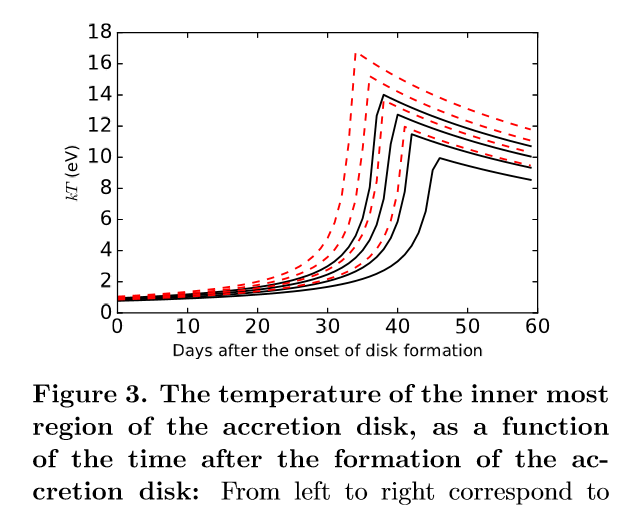 18
16
14
12
10
8
6
4
2
0
kT (eV)
0 10 20 30 40 50 60
Days after the onset of disk formation
Figure 3. The temperature of the inner most
region of the accretion disk, as a function
of the time after the formation of the ac-
cretion disk: From left to right correspond to